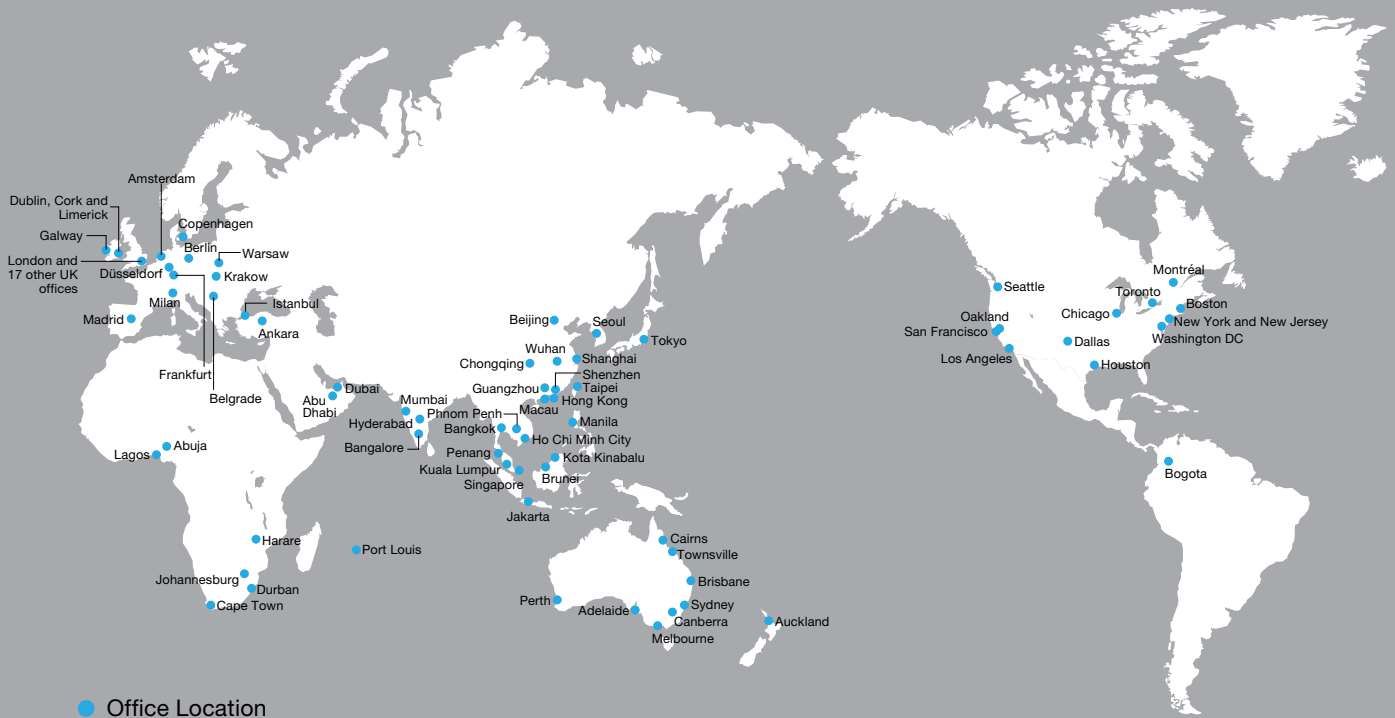 Amsterdam
Dublin, Cork and
Limerick
Copenhagen
Galway
Berlin
Warsaw
London and
17 other UK
offices
Düsseldorf
Krakow
Milan
Istanbul
Madrid
Ankara
Frankfurt
Belgrade
Beijing
Seoul
Tokyo
Wuhan
Chongqing
Shanghai
Shenzhen
Guangzhou
Taipei
Macau
Hong Kong
Dubai
Abu
Dhabi
Mumbai
Phnom Penh
Hyderabad
Bangkok
Manila
Bangalore
Ho Chi Minh City
Penang
Kota Kinabalu
Kuala Lumpur
Singapore
Brunei
Jakarta
Abuja
Lagos
Harare
Port Louis
Johannesburg
Durban
Cape Town
Cairns
Townsville
Brisbane
Perth
Adelaide
Sydney
Canberra
Melbourne
Auckland
Seattle
Montréal
Toronto
Boston
Chicago
New York and New Jersey
Washington DC
Oakland
San Francisco
Dallas
Los Angeles
Houston
Bogota
Office Location